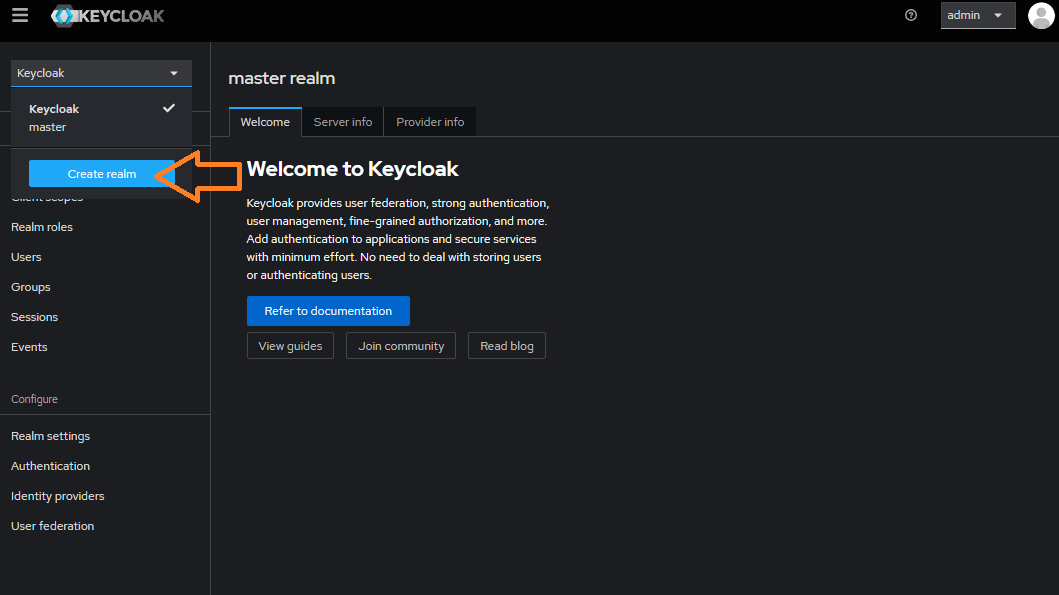 KEYCLOAK
admin
Keycloak
Keycloak
master
Create realm
Client scopes
Realm roles
Users
Groups
Sessions
Events
Configure
Realm settings
Authentication
Identity providers
User federation
master realm
Welcome
Server info
Provider info
Welcome to Keycloak
Keycloak provides user federation, strong authentication,
user management, fine-grained authorization, and more.
Add authentication to applications and secure services
with minimum effort. No need to deal with storing users
or authenticating users.
Refer to documentation
View guides
Join community
Read blog